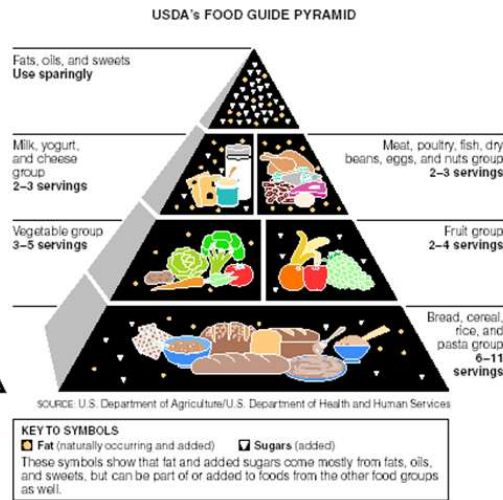 USDA's FOOD GUIDE PYRAMID
Fats, oils, and sweets
Use sparingly
Milk, yogurt,
and cheese
group
2–3 servings
Meat, poultry, fish, dry
beans, eggs, and nuts group
2–3 servings
Vegetable group
3–5 servings
Fruit group
2–4 servings
Bread, cereal,
rice, and
pasta group
6–11
servings
SOURCE: U.S. Department of Agriculture/U.S. Department of Health and Human Services
KEY TO SYMBOLS
Fat (naturally occurring and added) Sugars (added)
These symbols show that fat and added sugars come mostly from fats, oils,
and sweets, but can be part of or added to foods from the other food groups
as well.